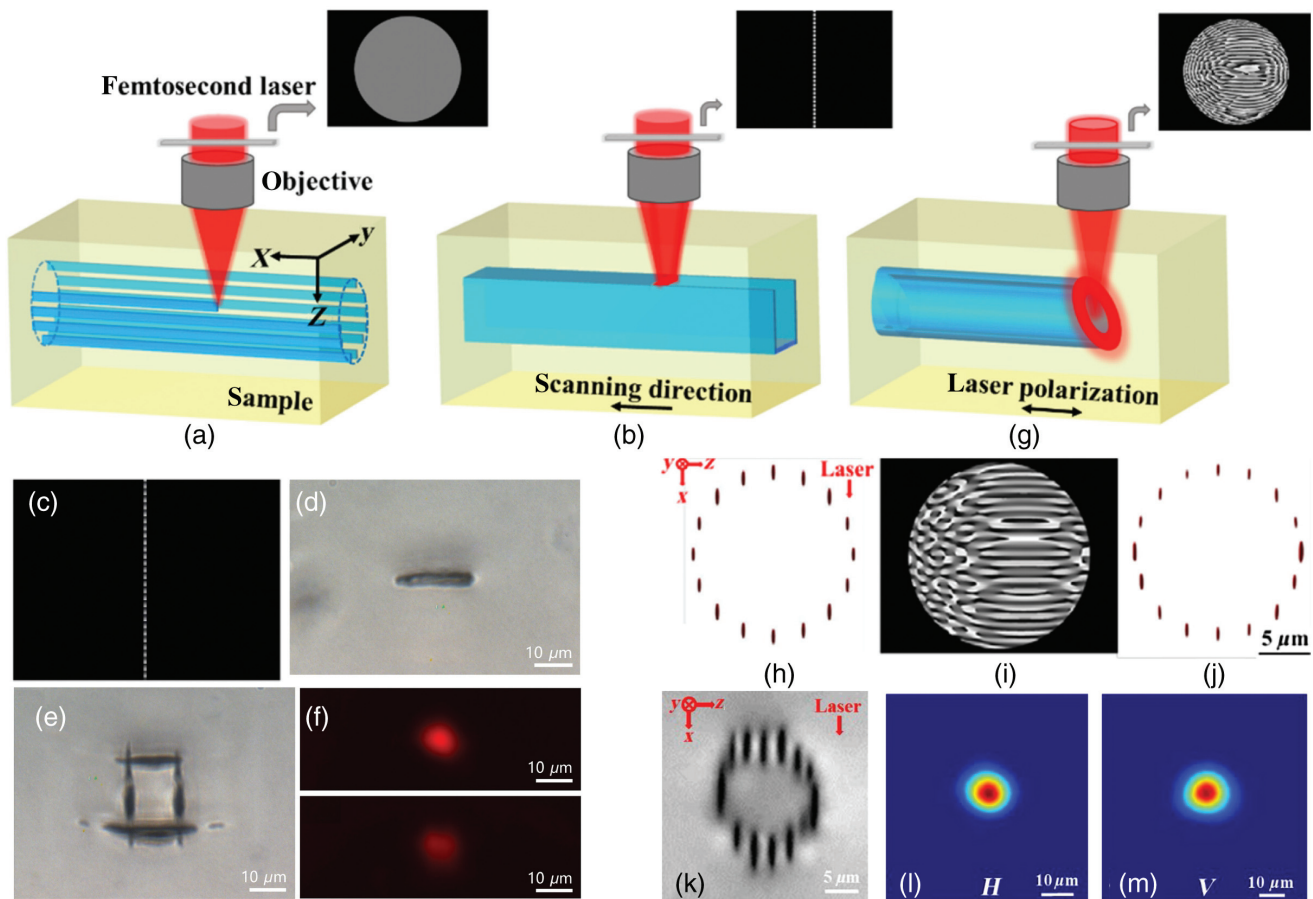 Femtosecond laser
Objective
X
y
Z
Sample
(a)
Scanning direction
(b)
Laser polarization
(g)
(c)
(d)
10 μm
(e)
10 μm
(f)
10 μm
10 μm
y z
x
Laser
(h)
(i)
5 μm
(j)
y z
x
Laser
(k)
5 μm
(l)
H
10 μm
(m)
V
10 μm